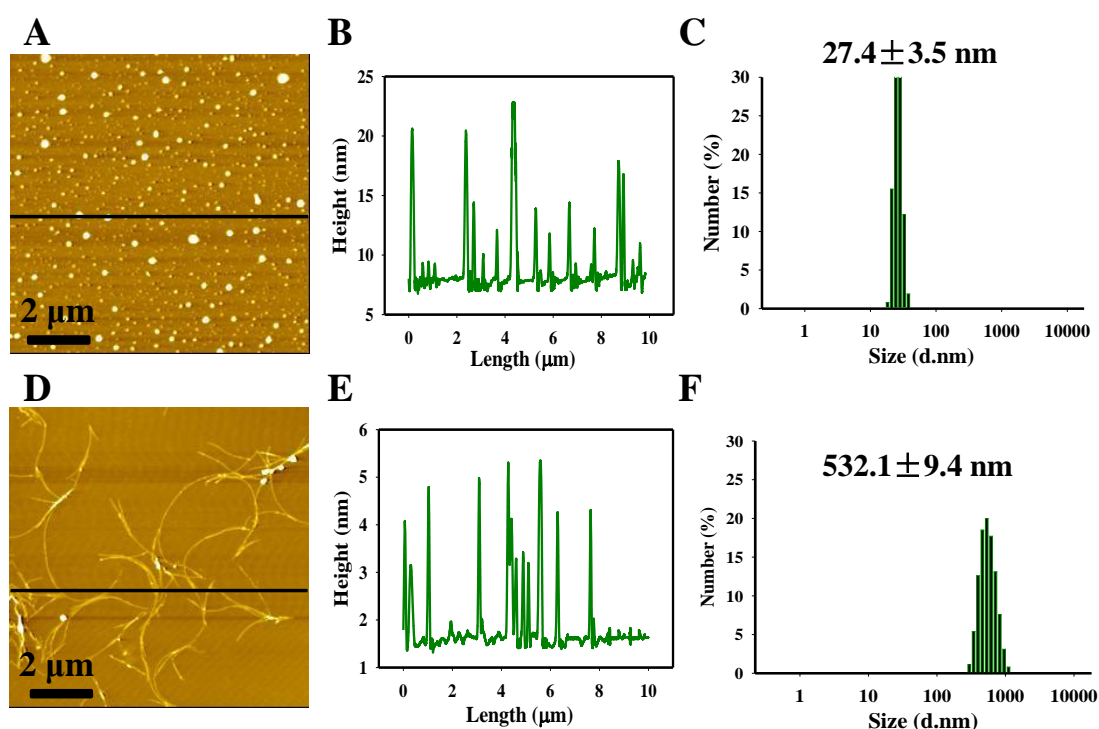 A
2 μm
B
25
20
15
10
5
Height (nm)
0 2 4 6 8 10
Length (μm)
C
27.4±3.5 nm
30
25
20
15
10
5
0
Number (%)
1 10 100 1000 10000
Size (d.nm)
D
2 μm
E
6
5
4
3
2
1
Height (nm)
0 2 4 6 8 10
Length (μm)
F
532.1±9.4 nm
30
25
20
15
10
5
0
Number (%)
1 10 100 1000 10000
Size (d.nm)